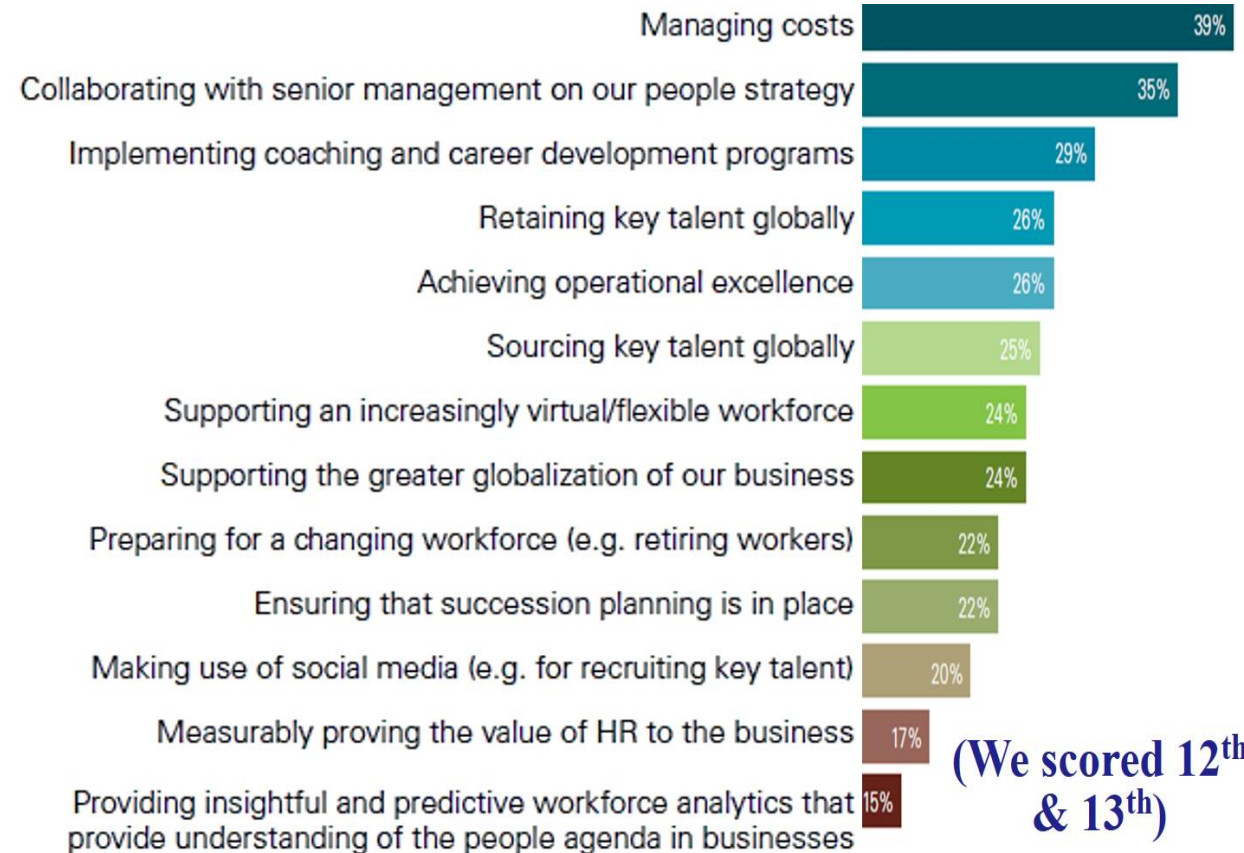 Managing costs 39%
Collaborating with senior management on our people strategy 35%
Implementing coaching and career development programs 29%
Retaining key talent globally 26%
Achieving operational excellence 26%
Sourcing key talent globally 25%
Supporting an increasingly virtual/flexible workforce 24%
Supporting the greater globalization of our business 24%
Preparing for a changing workforce (e.g. retiring workers) 22%
Ensuring that succession planning is in place 22%
Making use of social media (e.g. for recruiting key talent) 20%
Measurably proving the value of HR to the business 17%
Providing insightful and predictive workforce analytics that 15%
provide understanding of the people agenda in businesses
(We scored 12th
& 13th)